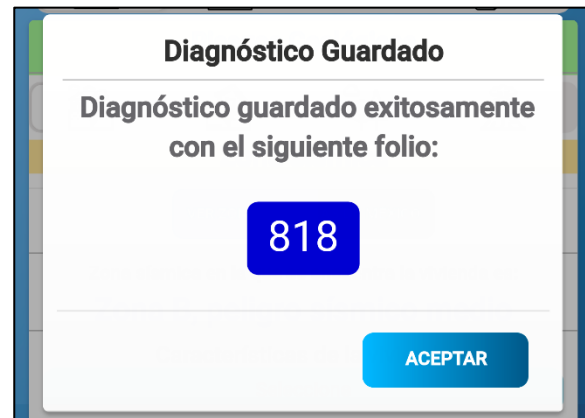 Diagnóstico Guardado
Diagnóstico guardado exitosamente
con el siguiente folio:
818
ACEPTAR